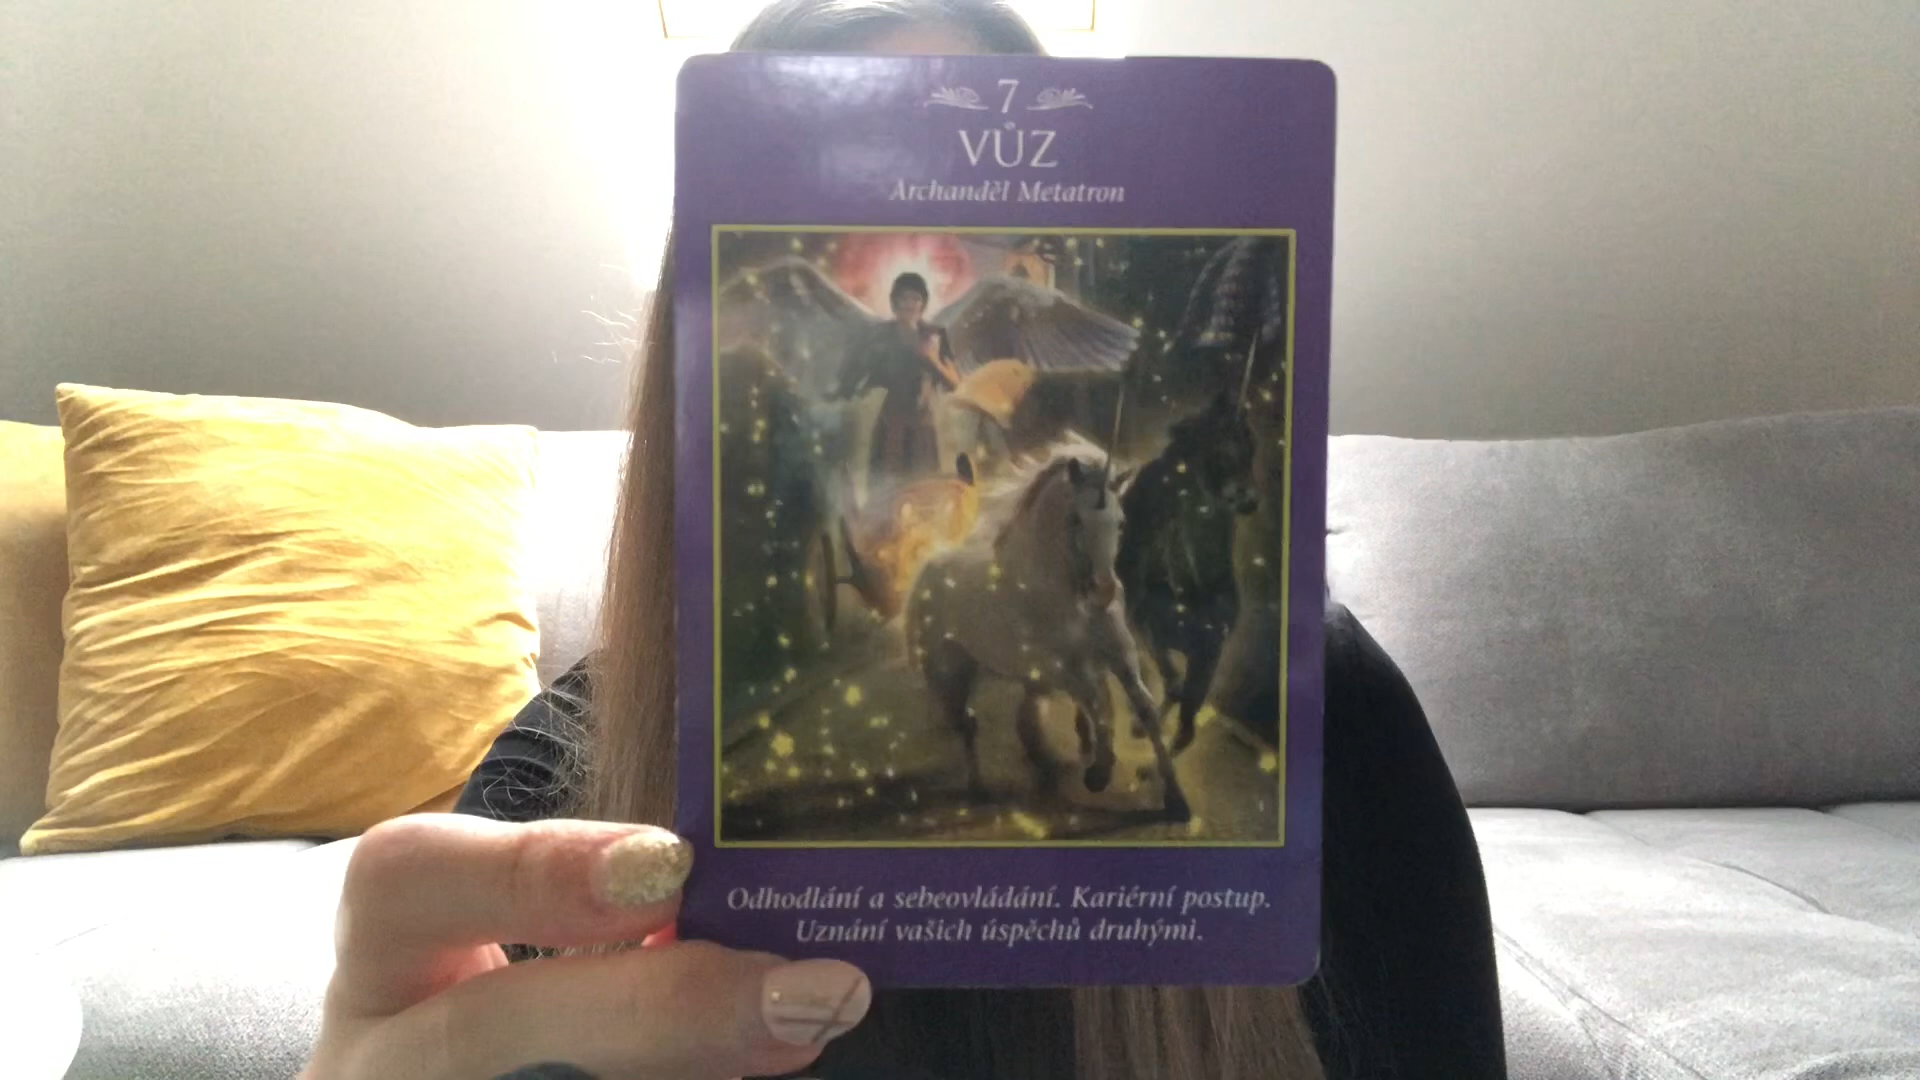 7
VŮZ
Archanděl Metatron
Odhodlání a sebeovládání. Kariérní postup.
Uznání vašich úspěchů druhými.